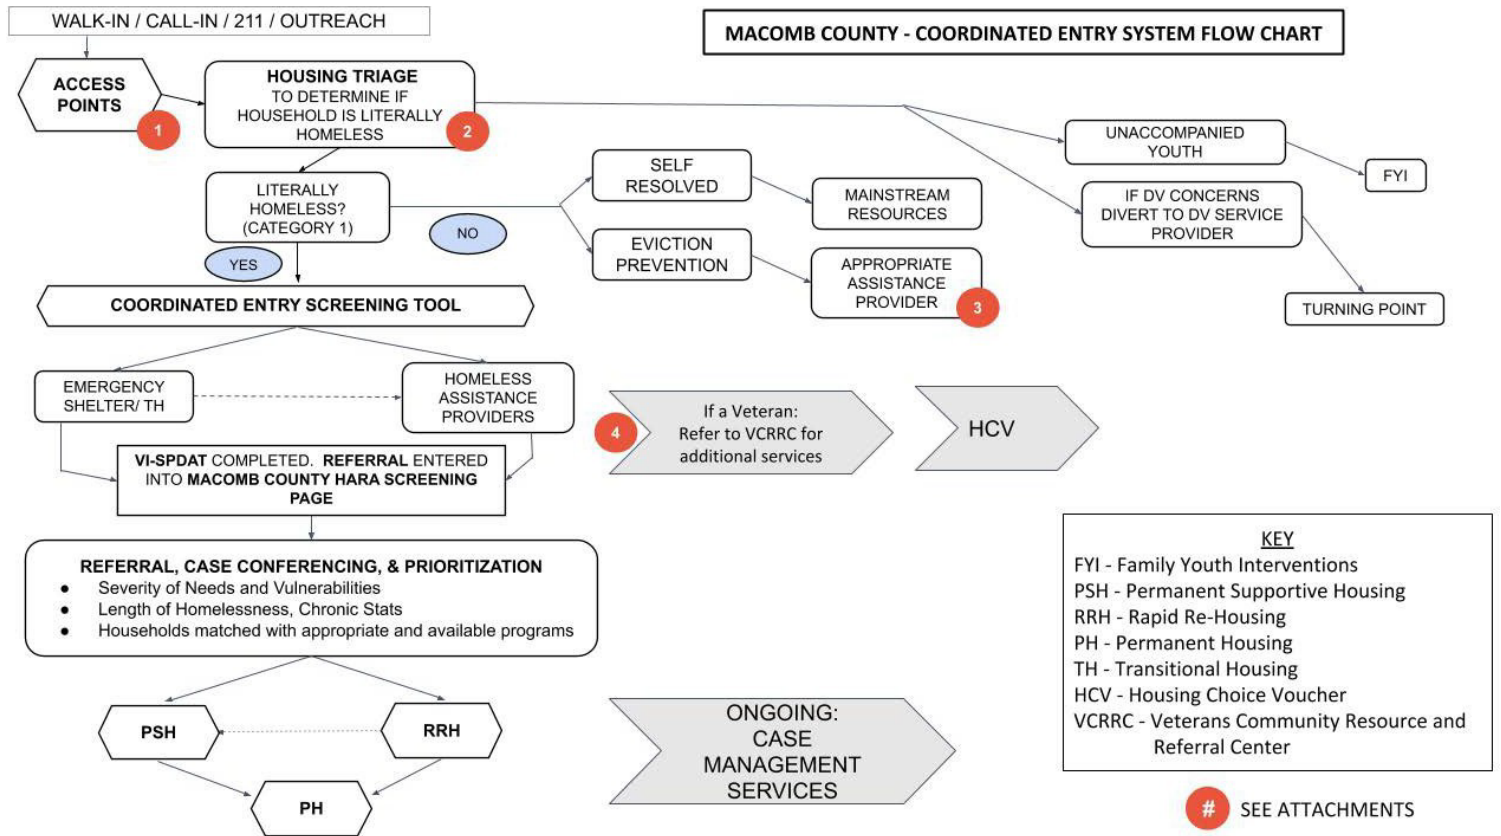 WALK-IN / CALL-IN / 211 / OUTREACH
MACOMB COUNTY - COORDINATED ENTRY SYSTEM FLOW CHART
ACCESS
POINTS
1
HOUSING TRIAGE
TO DETERMINE IF
HOUSEHOLD IS LITERALLY
HOMELESS
2
UNACCOMPANIED
YOUTH
FYI
IF DV CONCERNS
DIVERT TO DV SERVICE
PROVIDER
TURNING POINT
LITERALLY
HOMELESS?
(CATEGORY 1)
NO
YES
SELF
RESOLVED
MAINSTREAM
RESOURCES
EVICTION
PREVENTION
APPROPRIATE
ASSISTANCE
PROVIDER
3
COORDINATED ENTRY SCREENING TOOL
EMERGENCY
SHELTER/ TH
HOMELESS
ASSISTANCE
PROVIDERS
4
If a Veteran:
Refer to VCRRC for
additional services
HCV
VI-SPDAT COMPLETED. REFERRAL ENTERED
INTO MACOMB COUNTY HARA SCREENING
PAGE
REFERRAL, CASE CONFERENCING, & PRIORITIZATION
● Severity of Needs and Vulnerabilities
● Length of Homelessness, Chronic Stats
● Households matched with appropriate and available programs
PSH
RRH
PH
ONGOING:
CASE
MANAGEMENT
SERVICES
KEY
FYI - Family Youth Interventions
PSH - Permanent Supportive Housing
RRH - Rapid Re-Housing
PH - Permanent Housing
TH - Transitional Housing
HCV - Housing Choice Voucher
VCRRC - Veterans Community Resource and
Referral Center
# SEE ATTACHMENTS